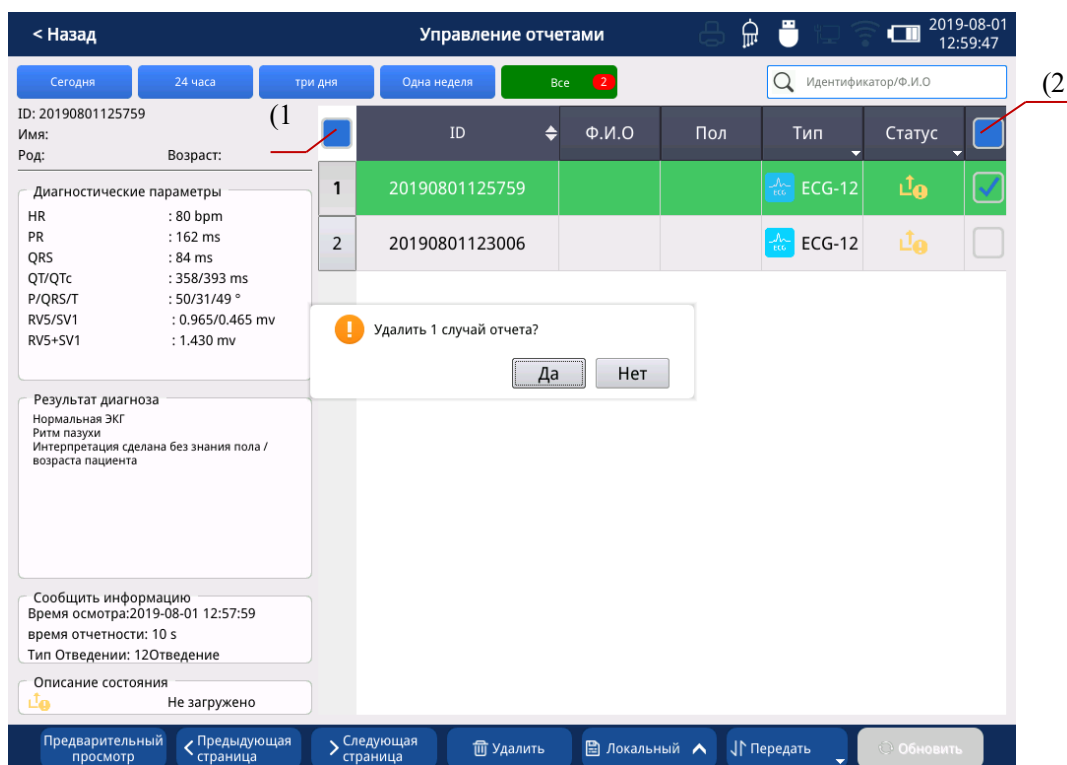 < Назад
Управление отчетами
2019-08-01
12:59:47
Сегодня
24 часа
три дня
Одна неделя
Все 2
Идентификатор/Ф.И.О
(1
(2
ID: 20190801125759
Имя:
Род: Возраст:
Диагностические параметры
HR : 80 bpm
PR : 162 ms
QRS : 84 ms
QT/QTc : 358/393 ms
P/QRS/T : 50/31/49 °
RV5/SV1 : 0.965/0.465 mv
RV5+SV1 : 1.430 mv
Результат диагноза
Нормальная ЭКГ
Ритм пазухи
Интерпретация сделана без знания пола /
возраста пациента
Сообщить информацию
Время осмотра:2019-08-01 12:57:59
время отчетности: 10 s
Тип Отведении: 12Отведение
Описание состояния
Не загружено
ID Ф.И.О Пол Тип Статус
1 20190801125759 ECG ECG-12
2 20190801123006 ECG ECG-12
Удалить 1 случай отчета?
Да
Нет
Предварительный
просмотр
Предыдущая
страница
Следующая
страница
Удалить
Локальный
Передать
Обновить